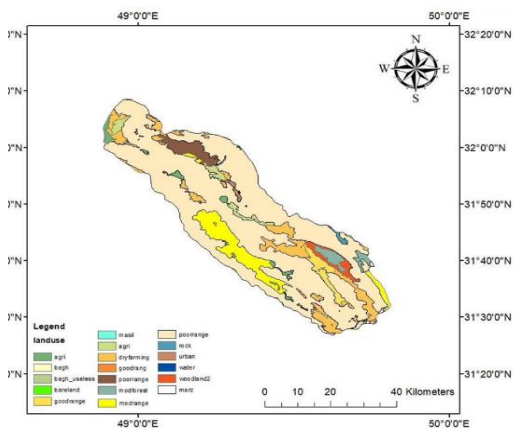 49°0'0"E 50°0'0"E
32°20'0"N
32°10'0"N
32°0'0"N
31°50'0"N
31°40'0"N
31°30'0"N
31°20'0"N
N
W E
S
Legend
landuse
agri
bagh
bagh_useless
bareland
goodrange
masil
agri
dryfarming
goodrang
poorrange
modforest
modrange
poorrange
rock
urban
water
woodland2
marz
0 10 20 40 Kilometers
49°0'0"E 50°0'0"E